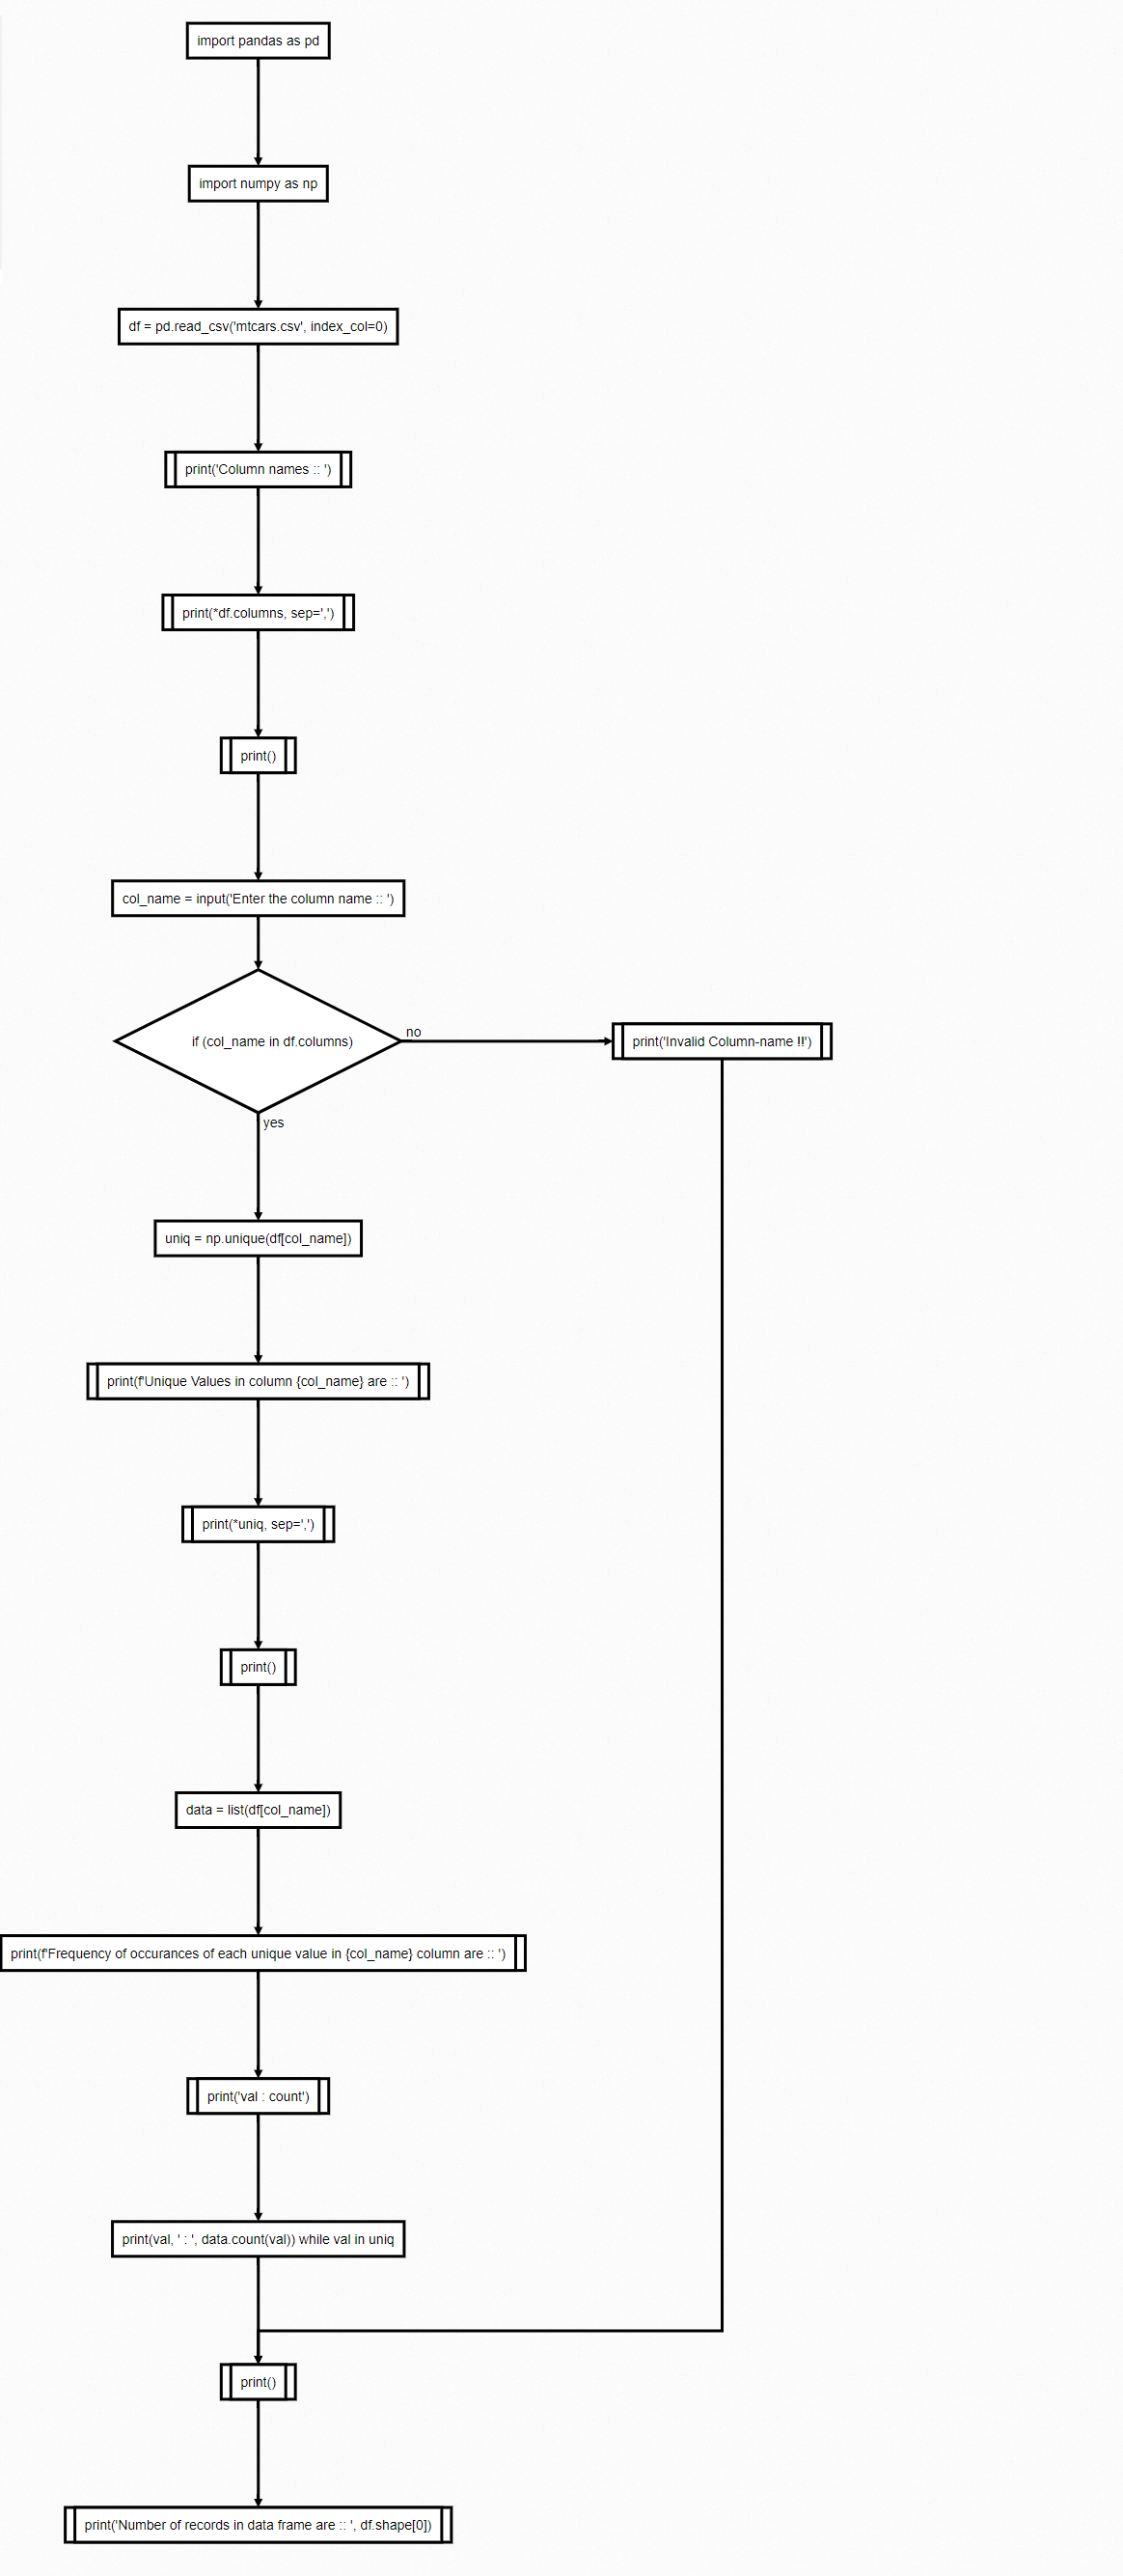 import pandas as pd
import numpy as np
df = pd.read_csv('mtcars.csv', index_col=0)
print('Column names :: ')
print(*df.columns, sep=',')
print()
col_name = input('Enter the column name :: ')
if (col_name in df.columns)
no
print('Invalid Column-name !!')
yes
uniq = np.unique(df[col_name])
print(f'Unique Values in column {col_name} are :: ')
print(*uniq, sep=',')
print()
data = list(df[col_name])
print(f'Frequency of occurances of each unique value in {col_name} column are :: ')
print('val : count')
print(val, ' : ', data.count(val)) while val in uniq
print()
print('Number of records in data frame are :: ', df.shape[0])